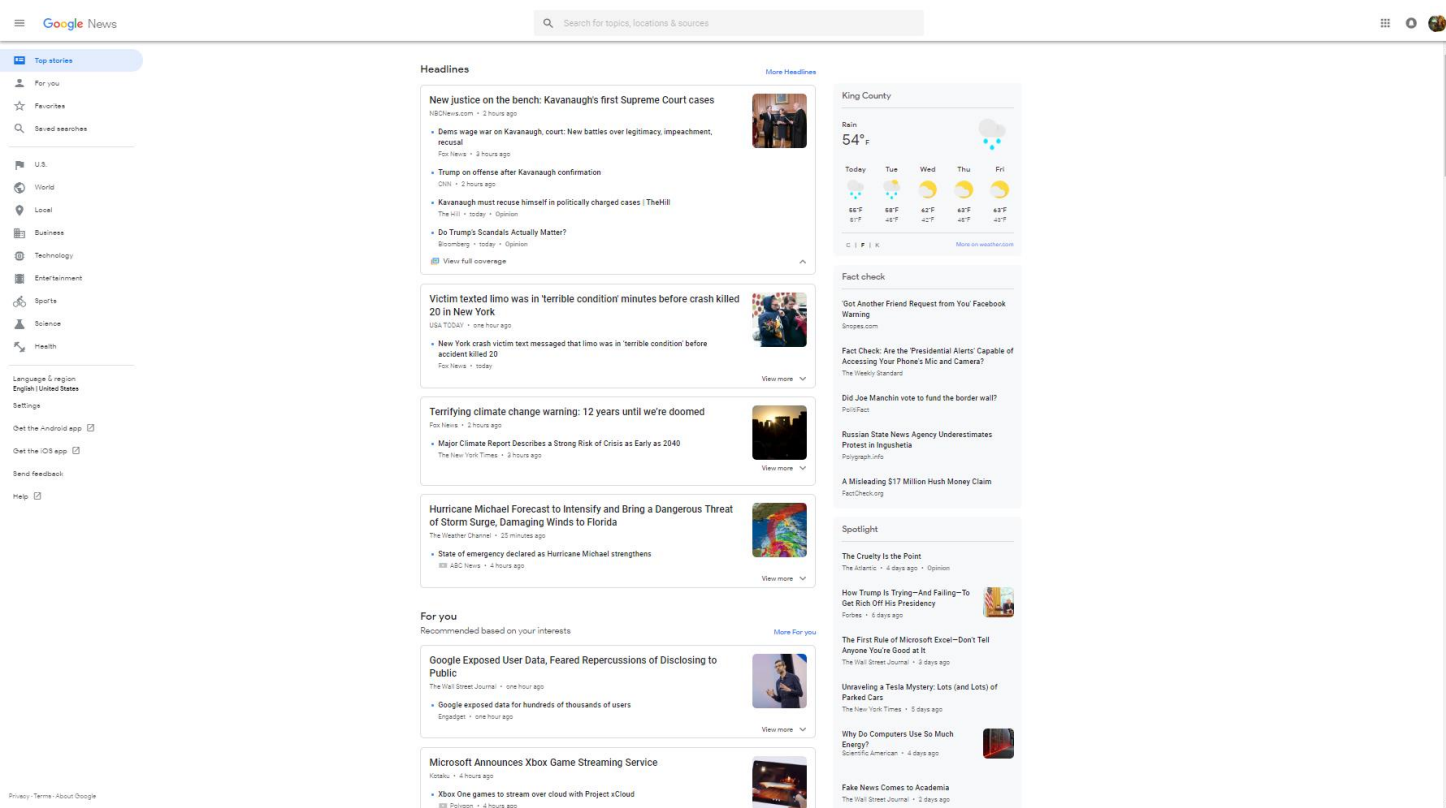 Google News
Search for topics, locations & sources
Top stories
For you
Favorites
Saved searches
U.S.
World
Local
Business
Technology
Entertainment
Sports
Science
Health
Language & region
English | United States
Settings
Get the Android app
Get the iOS app
Send feedback
Help
Privacy - Terms - About Google
Headlines
More Headlines
New justice on the bench: Kavanaugh's first Supreme Court cases
NBCNews.com • 2 hours ago
Dems wage war on Kavanaugh, court: New battles over legitimacy, impeachment,
recusal
Fox News • 3 hours ago
Trump on offense after Kavanaugh confirmation
CNN • 2 hours ago
Kavanaugh must recuse himself in politically charged cases | TheHill
The Hill • today • Opinion
Do Trump's Scandals Actually Matter?
Bloomberg • today • Opinion
View full coverage
Victim texted limo was in 'terrible condition' minutes before crash killed
20 in New York
USA TODAY • one hour ago
New York crash victim text messaged that limo was in 'terrible condition' before
accident killed 20
Fox News • today
View more
Terrifying climate change warning: 12 years until we're doomed
Fox News • 2 hours ago
Major Climate Report Describes a Strong Risk of Crisis as Early as 2040
The New York Times • 3 hours ago
View more
Hurricane Michael Forecast to Intensify and Bring a Dangerous Threat
of Storm Surge, Damaging Winds to Florida
The Weather Channel • 25 minutes ago
State of emergency declared as Hurricane Michael strengthens
ABC News • 4 hours ago
View more
For you
Recommended based on your interests
More For you
Google Exposed User Data, Feared Repercussions of Disclosing to
Public
The Wall Street Journal • one hour ago
Google exposed data for hundreds of thousands of users
Engadget • one hour ago
View more
Microsoft Announces Xbox Game Streaming Service
Kotaku • 4 hours ago
Xbox One games to stream over cloud with Project xCloud
Polygon • 4 hours ago
King County
Rain
54°F
Today Tue Wed Thu Fri
55°F 58°F 62°F 63°F 63°F
51°F 45°F 42°F 45°F 43°F
C | F | K
More on weather.com
Fact check
'Got Another Friend Request from You' Facebook
Warning
Snopes.com
Fact Check: Are the 'Presidential Alerts' Capable of
Accessing Your Phone's Mic and Camera?
The Weekly Standard
Did Joe Manchin vote to fund the border wall?
PolitiFact
Russian State News Agency Underestimates
Protest in Ingushetia
Polygraph.info
A Misleading $17 Million Hush Money Claim
FactCheck.org
Spotlight
The Cruelty Is the Point
The Atlantic • 4 days ago • Opinion
How Trump Is Trying—And Failing—To
Get Rich Off His Presidency
Forbes • 6 days ago
The First Rule of Microsoft Excel—Don't Tell
Anyone You're Good at It
The Wall Street Journal • 3 days ago
Unraveling a Tesla Mystery: Lots (and Lots) of
Parked Cars
The New York Times • 5 days ago
Why Do Computers Use So Much
Energy?
Scientific American • 4 days ago
Fake News Comes to Academia
The Wall Street Journal • 2 days ago